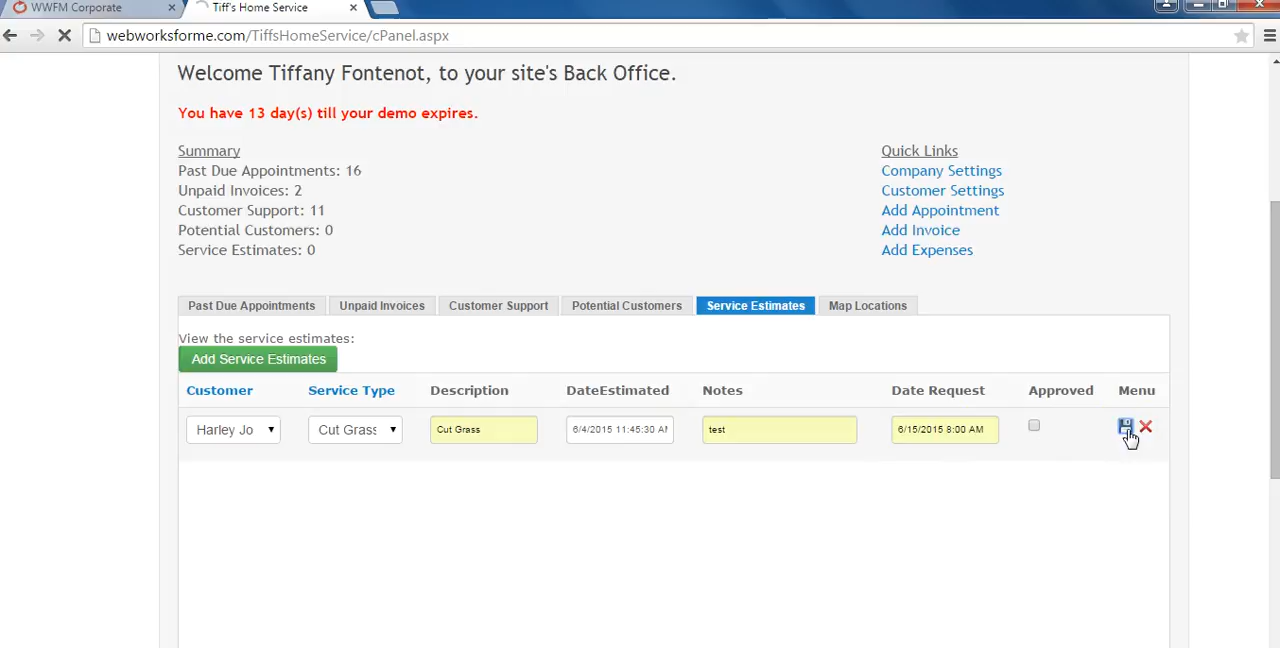 WWFM Corporate
Tiff's Home Service
webworksforme.com/TiffsHomeService/cPanel.aspx
Welcome Tiffany Fontenot, to your site's Back Office.
You have 13 day(s) till your demo expires.
Summary
Past Due Appointments: 16
Unpaid Invoices: 2
Customer Support: 11
Potential Customers: 0
Service Estimates: 0
Quick Links
Company Settings
Customer Settings
Add Appointment
Add Invoice
Add Expenses
Past Due Appointments Unpaid Invoices Customer Support Potential Customers Service Estimates Map Locations
View the service estimates:
Add Service Estimates
Customer Service Type Description DateEstimated Notes Date Request Approved Menu
Harley Jo Cut Grass Cut Grass 6/4/2015 11:45:30 AM test 6/15/2015 8:00 AM